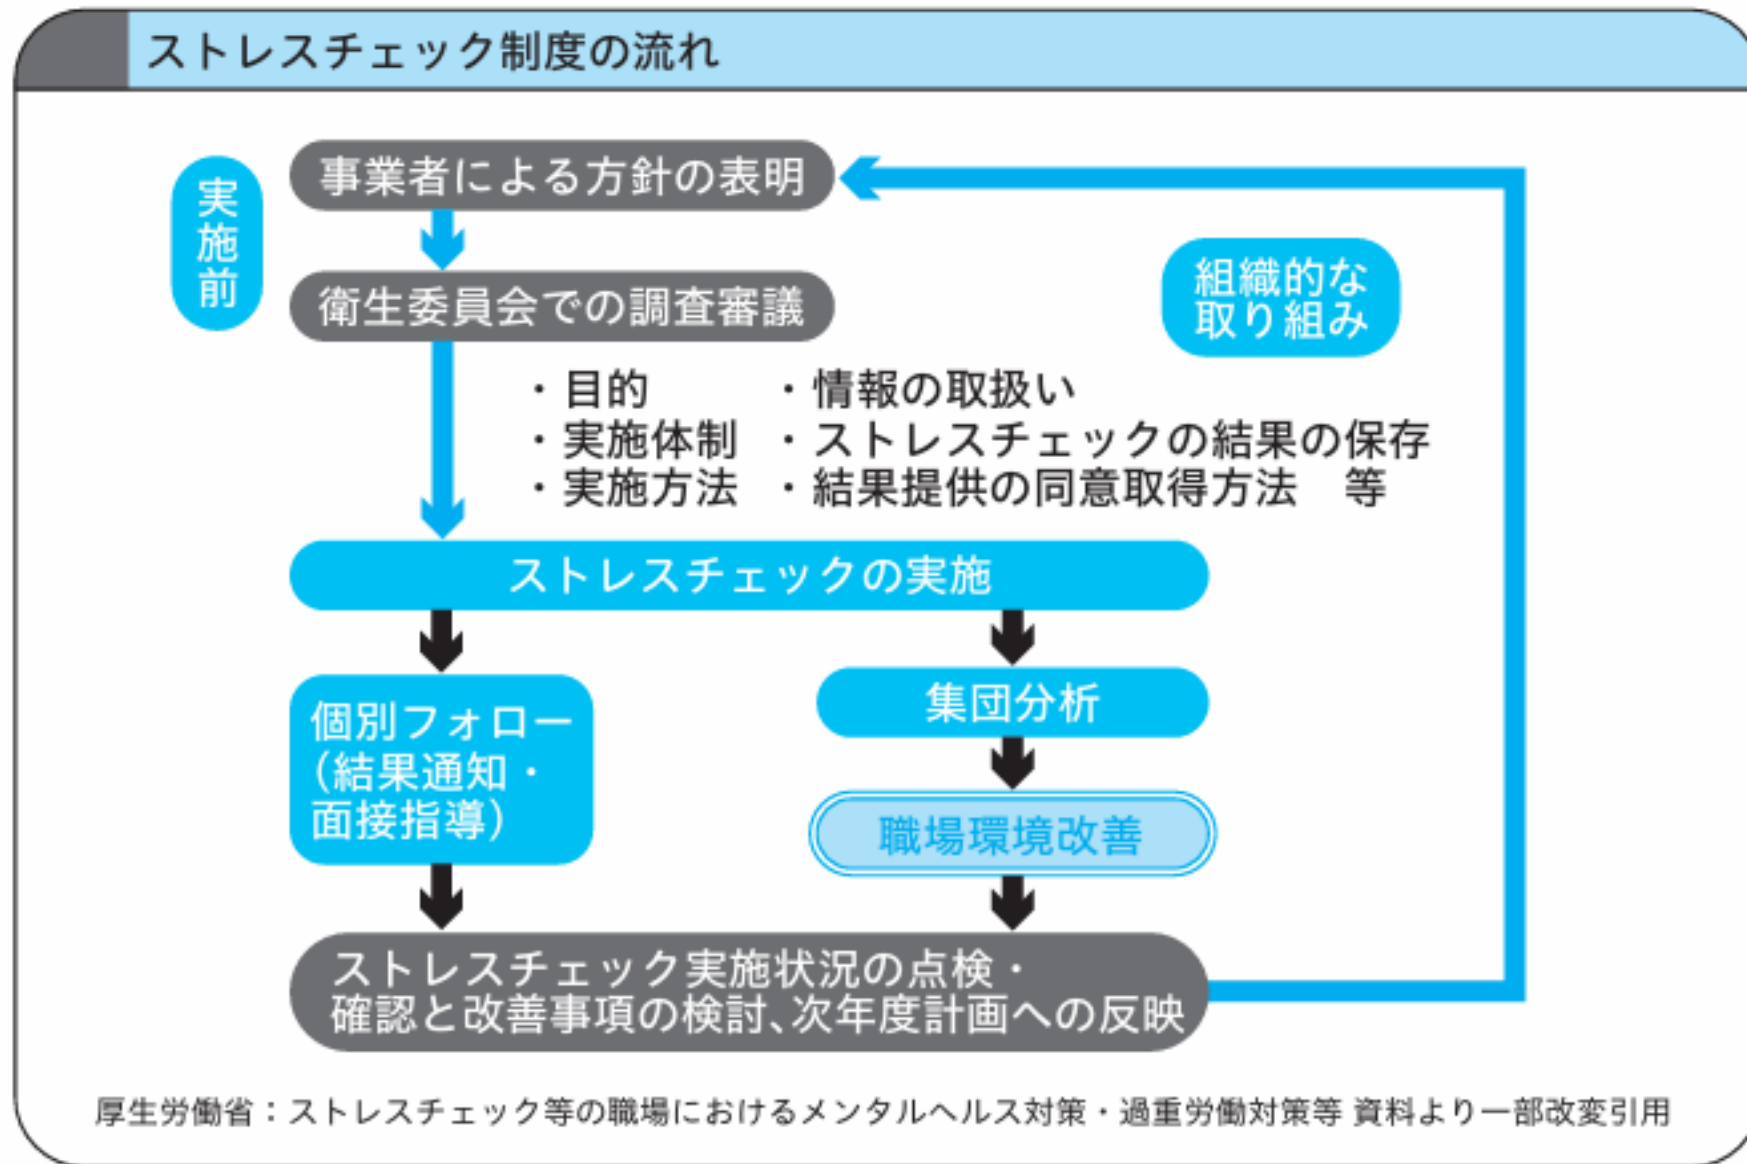 ストレスチェック制度の流れ
実施前
事業者による方針の表明
衛生委員会での調査審議
組織的な
取り組み
・目的　・情報の取扱い
・実施体制　・ストレスチェックの結果の保存
・実施方法　・結果提供の同意取得方法　等
ストレスチェックの実施
個別フォロー
（結果通知・
面接指導）
集団分析
職場環境改善
ストレスチェック実施状況の点検・
確認と改善事項の検討、次年度計画への反映
厚生労働省：ストレスチェック等の職場におけるメンタルヘルス対策・過重労働対策等 資料より一部改変引用